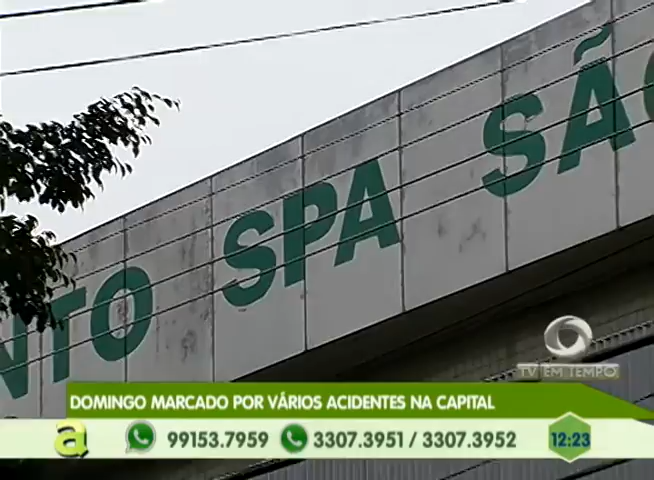 NTO SPA SÃO
TV EM TEMPO
DOMINGO MARCADO POR VÁRIOS ACIDENTES NA CAPITAL
a 99153.7959 3307.3951 / 3307.3952 12:23